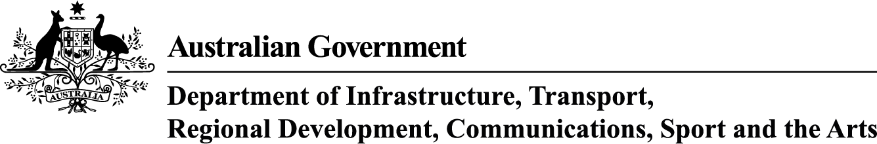 AUSTRALIA
Australian Government
Department of Infrastructure, Transport,
Regional Development, Communications, Sport and the Arts